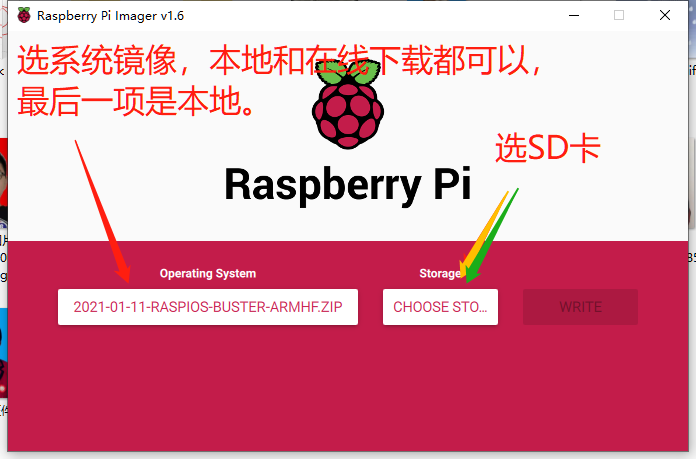 Raspberry Pi Imager v1.6
选系统镜像，本地和在线下载都可以，
最后一项是本地。
选SD卡
Raspberry Pi
Operating System
Storage
2021-01-11-RASPIOS-BUSTER-ARMHF.ZIP
CHOOSE STO...
WRITE